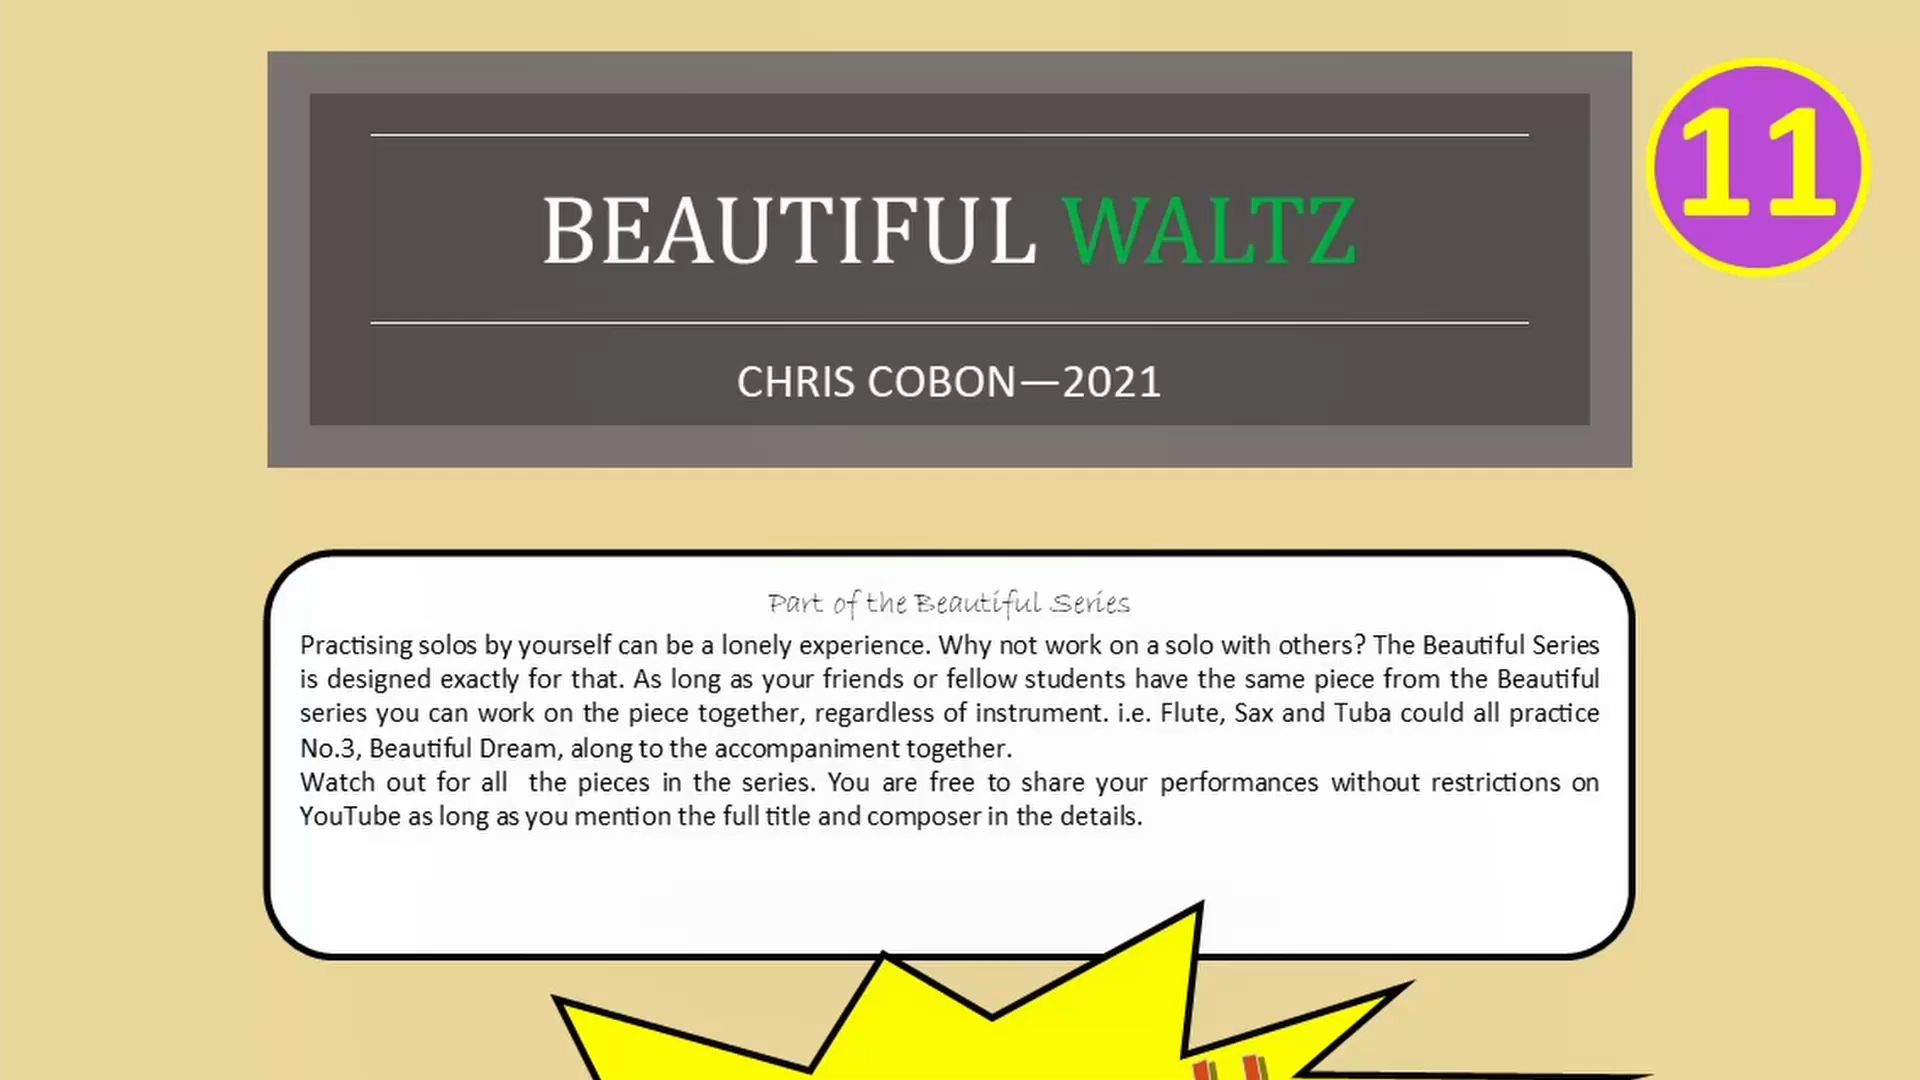 11
BEAUTIFUL WALTZ
CHRIS COBON—2021
Part of the Beautiful Series
Practising solos by yourself can be a lonely experience. Why not work on a solo with others? The Beautiful Series
is designed exactly for that. As long as your friends or fellow students have the same piece from the Beautiful
series you can work on the piece together, regardless of instrument. i.e. Flute, Sax and Tuba could all practice
No.3, Beautiful Dream, along to the accompaniment together.
Watch out for all  the pieces in the series. You are free to share your performances without restrictions on
YouTube as long as you mention the full title and composer in the details.